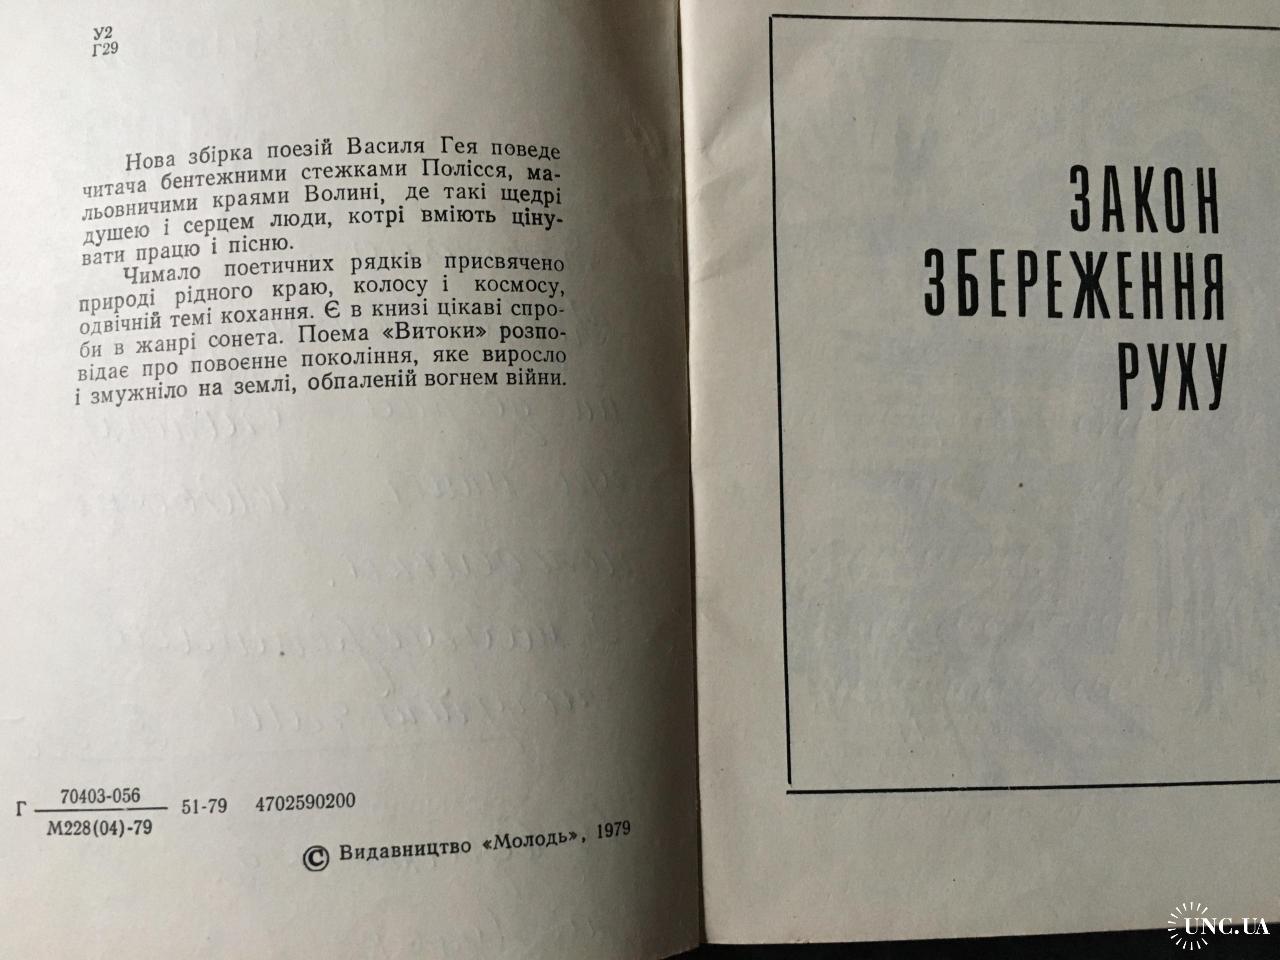 У2
Г29
Нова збірка поезій Василя Гея поведе
читача бентежними стежками Полісся, ма-
льовничими краями Волині, де такі щедрі
душею і серцем люди, котрі вміють ціну-
вати працю і пісню.
Чимало поетичних рядків присвячено
природі рідного краю, колосу і космосу,
одвічній темі кохання. Є в книзі цікаві спро-
би в жанрі сонета. Поема «Витоки» розпо-
відає про повоєнне покоління, яке виросло
і змужніло на землі, обпаленій вогнем війни.
Г 70403-056
М228(04)-79
51-79 4702590200
© Видавництво «Молодь», 1979
ЗАКОН
ЗБЕРЕЖЕННЯ
РУХУ
UNC.UA